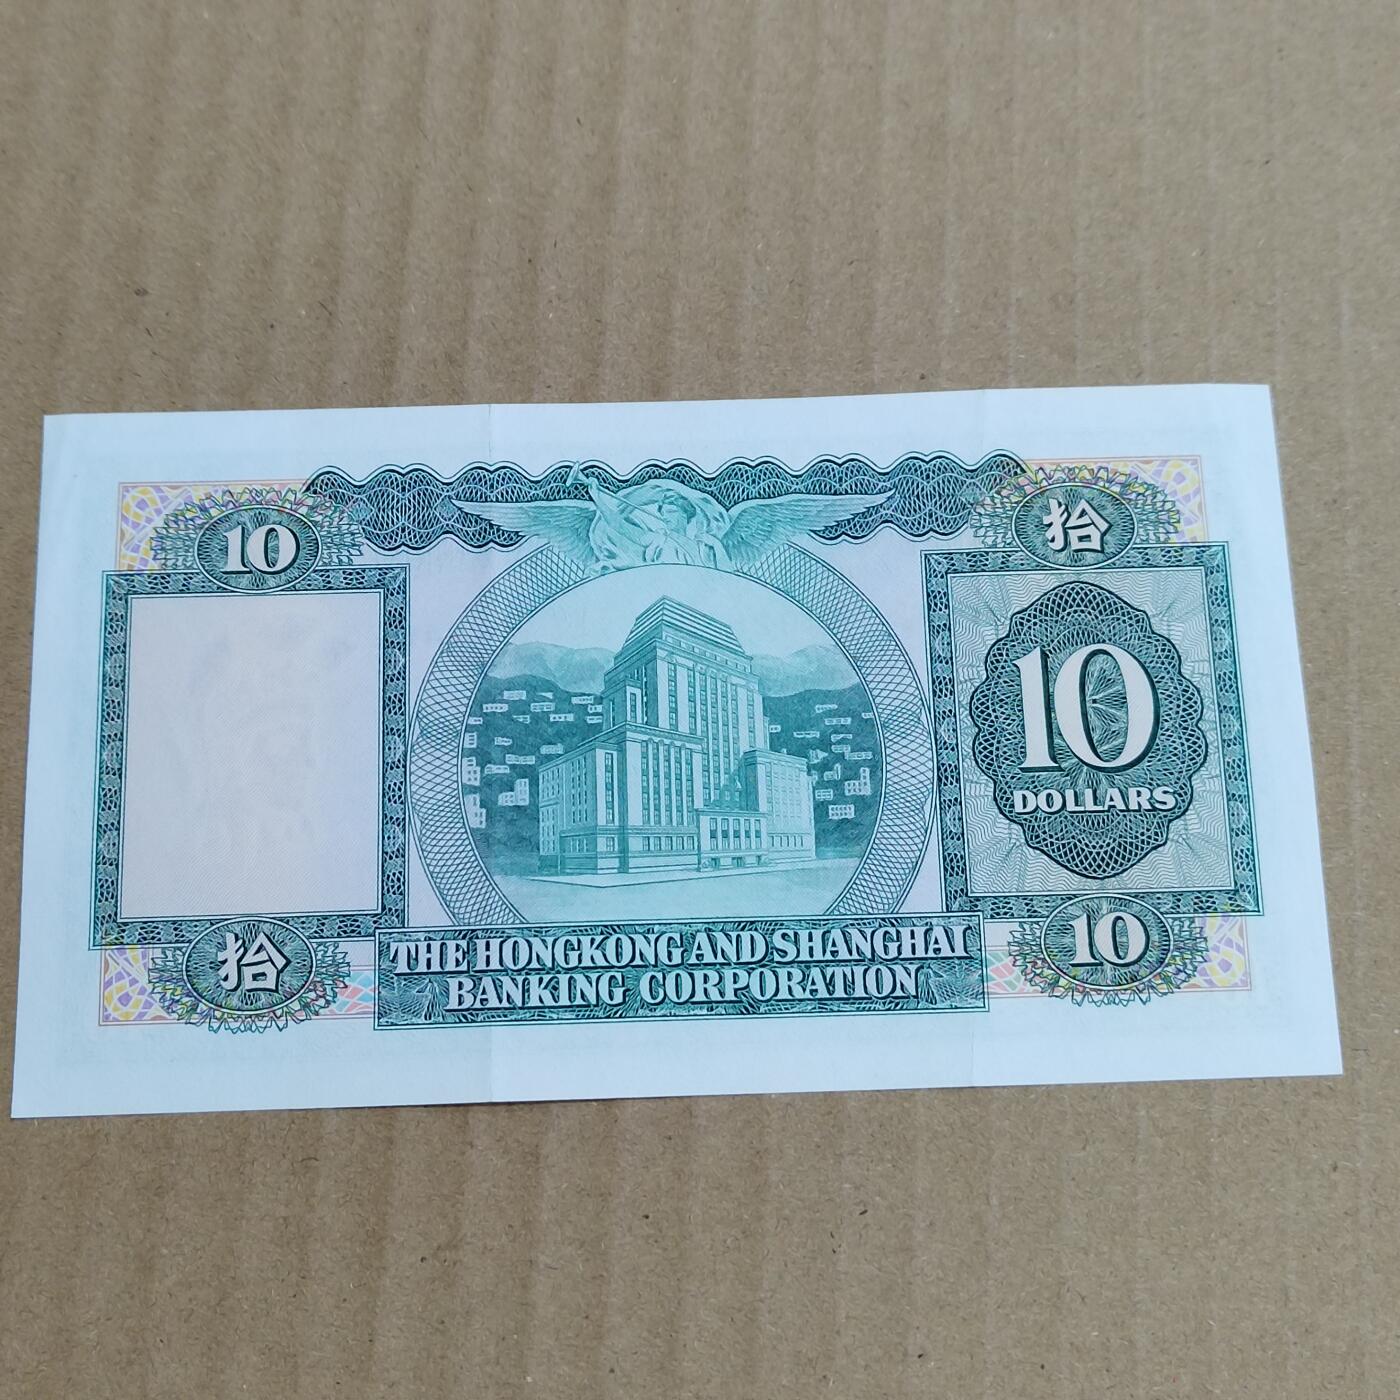 10
拾
10
DOLLARS
拾
10
THE HONGKONG AND SHANGHAI
BANKING CORPORATION